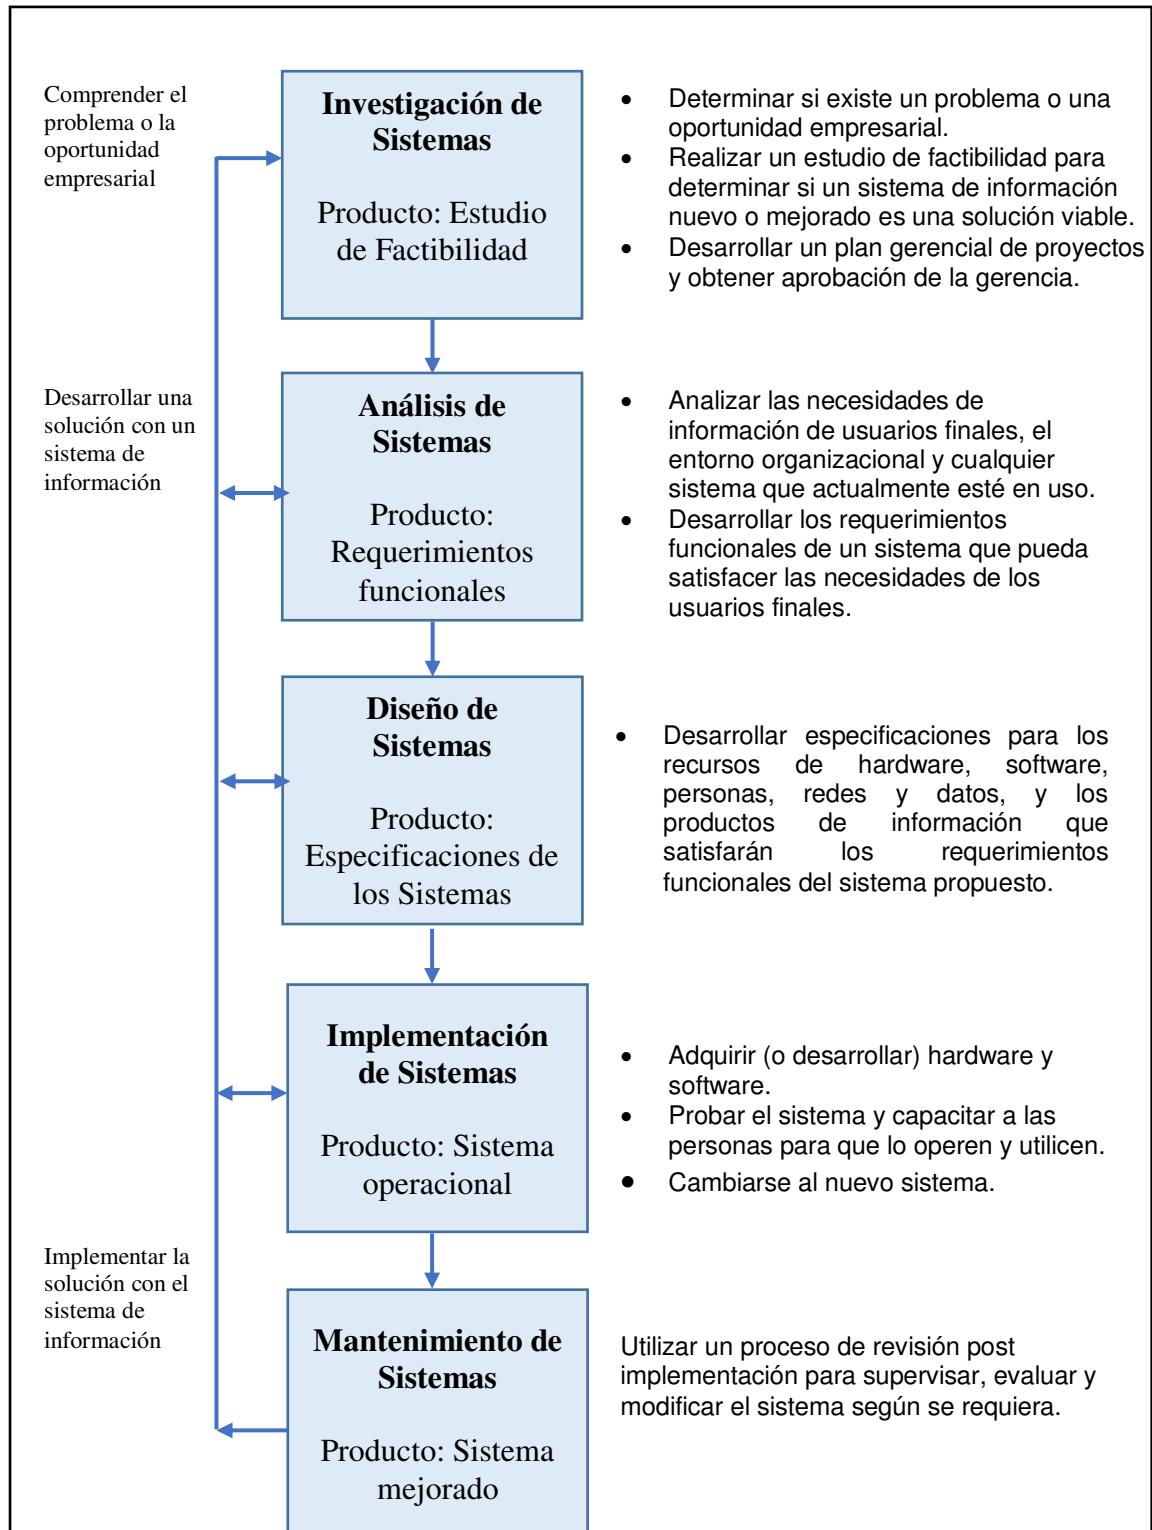 Comprender el
problema o la
oportunidad
empresarial
Investigación de
Sistemas
Producto: Estudio
de Factibilidad
• Determinar si existe un problema o una
oportunidad empresarial.
• Realizar un estudio de factibilidad para
determinar si un sistema de información
nuevo o mejorado es una solución viable.
• Desarrollar un plan gerencial de proyectos
y obtener aprobación de la gerencia.
Desarrollar una
solución con un
sistema de
información
Análisis de
Sistemas
Producto:
Requerimientos
funcionales
• Analizar las necesidades de
información de usuarios finales, el
entorno organizacional y cualquier
sistema que actualmente esté en uso.
• Desarrollar los requerimientos
funcionales de un sistema que pueda
satisfacer las necesidades de los
usuarios finales.
Diseño de
Sistemas
Producto:
Especificaciones de
los Sistemas
• Desarrollar especificaciones para los
recursos de hardware, software,
personas, redes y datos, y los
productos de información que
satisfarán los requerimientos
funcionales del sistema propuesto.
Implementación
de Sistemas
Producto: Sistema
operacional
• Adquirir (o desarrollar) hardware y
software.
• Probar el sistema y capacitar a las
personas para que lo operen y utilicen.
• Cambiarse al nuevo sistema.
Implementar la
solución con el
sistema de
información
Mantenimiento de
Sistemas
Producto: Sistema
mejorado
Utilizar un proceso de revisión post
implementación para supervisar, evaluar y
modificar el sistema según se requiera.